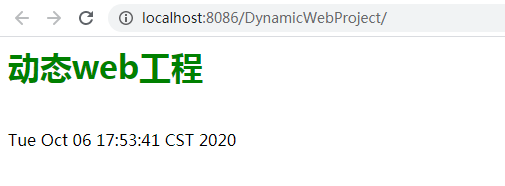 localhost:8086/DynamicWebProject/
动态web工程
Tue Oct 06 17:53:41 CST 2020